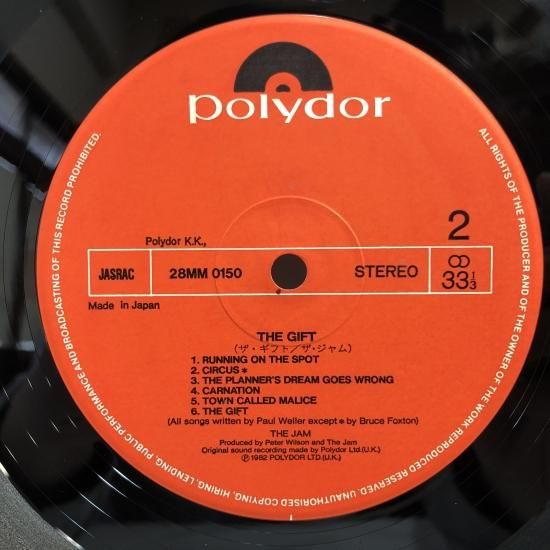 polydor
2
Polydor K.K.,
JASRAC
28MM 0150
STEREO
33 1/3
Made in Japan
THE GIFT
(ザ・ギフト/ザ・ジャム)
1. RUNNING ON THE SPOT
2. CIRCUS *
3. THE PLANNER'S DREAM GOES WRONG
4. CARNATION
5. TOWN CALLED MALICE
6. THE GIFT
(All songs written by Paul Weller except * by Bruce Foxton)
THE JAM
Produced by Peter Wilson and The Jam
Original sound recording made by Polydor Ltd.(U.K.)
Ⓟ 1982 POLYDOR LTD.(U.K.)
ALL RIGHTS OF THE PRODUCER AND OF THE OWNER OF THE WORK REPRODUCED RESERVED. UNAUTHORISED COPYING, HIRING, LENDING, PUBLIC PERFORMANCE AND BROADCASTING OF THIS RECORD PROHIBITED.